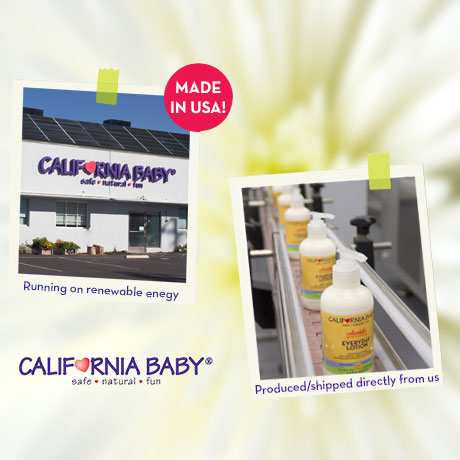 MADE
IN USA!
CALIFORNIA BABY®
safe • natural • fun
Running on renewable enegy
CALIFORNIA BABY
EVERYDAY
LOTION
CALIFORNIA BABY®
safe • natural • fun
Produced/shipped directly from us